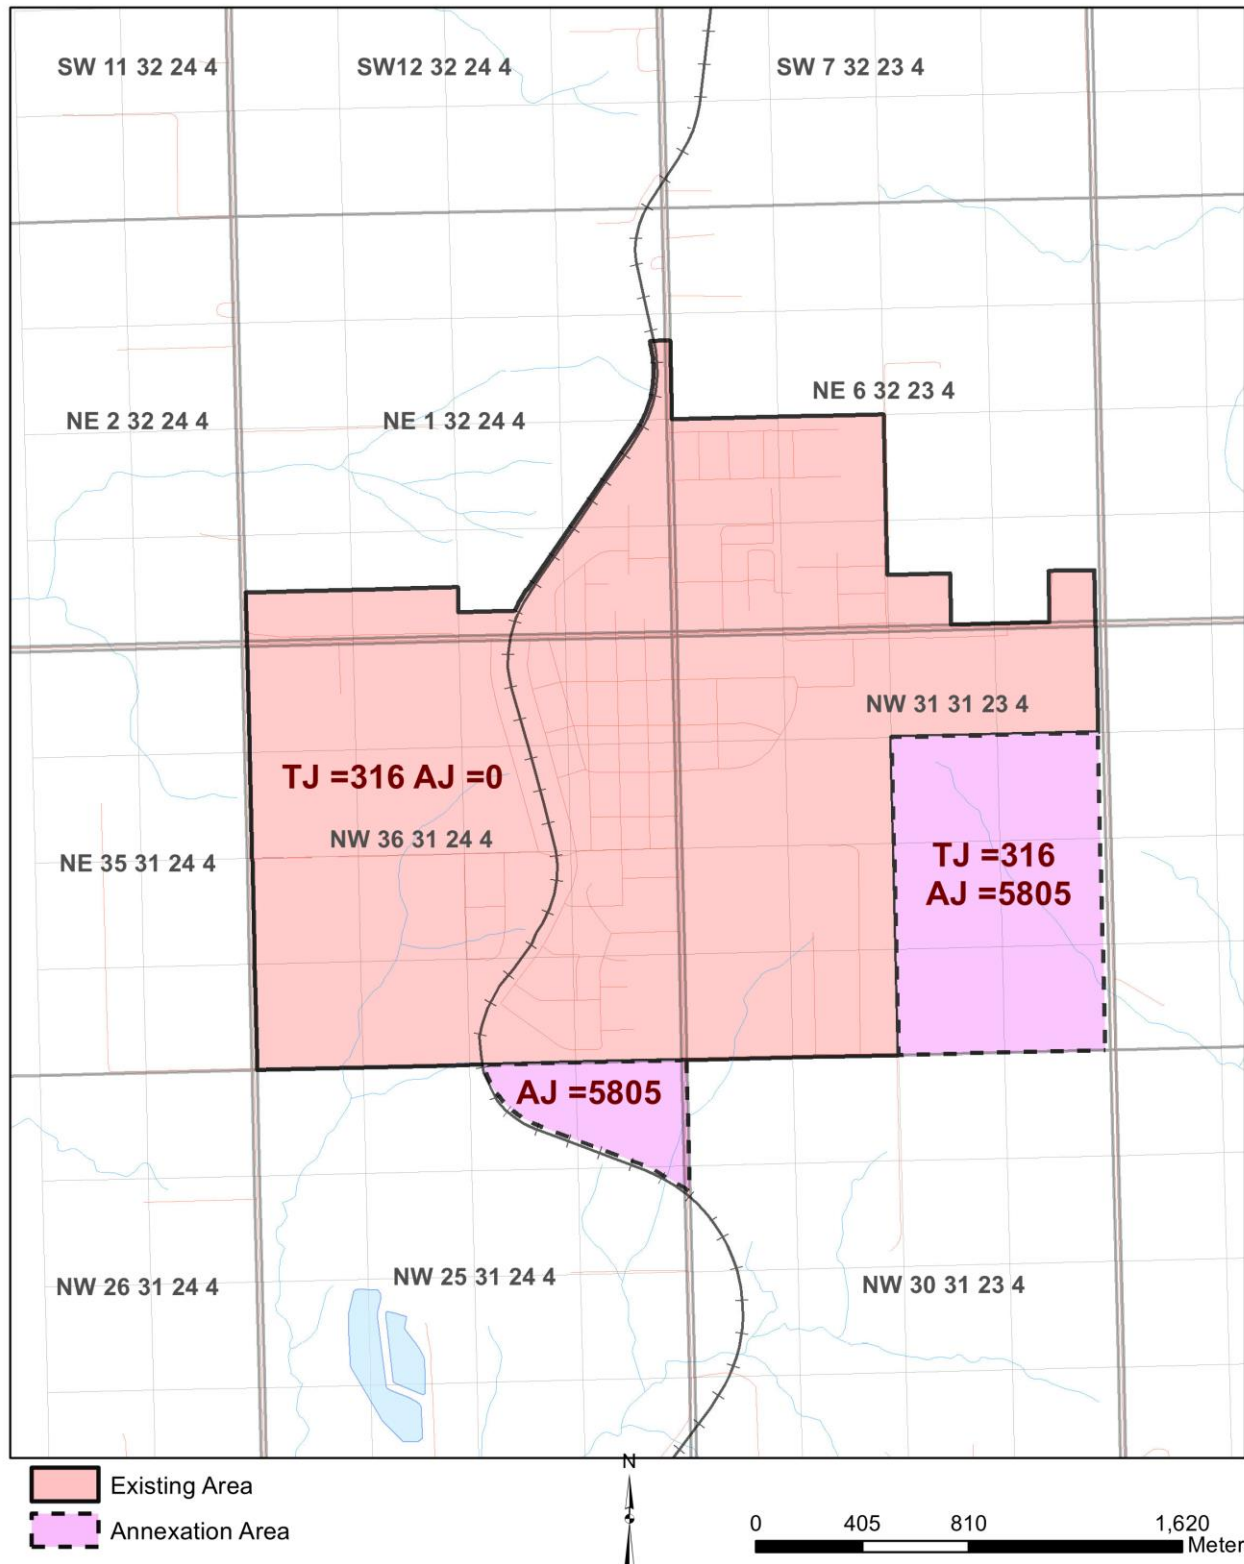 SW 11 32 24 4
SW12 32 24 4
SW 7 32 23 4
NE 6 32 23 4
NE 2 32 24 4
NE 1 32 24 4
NW 31 31 23 4
TJ =316 AJ =0
NW 36 31 24 4
NE 35 31 24 4
TJ =316
AJ =5805
AJ =5805
NW 26 31 24 4
NW 25 31 24 4
NW 30 31 23 4
Existing Area
Annexation Area
N
0 405 810 1,620
Meter